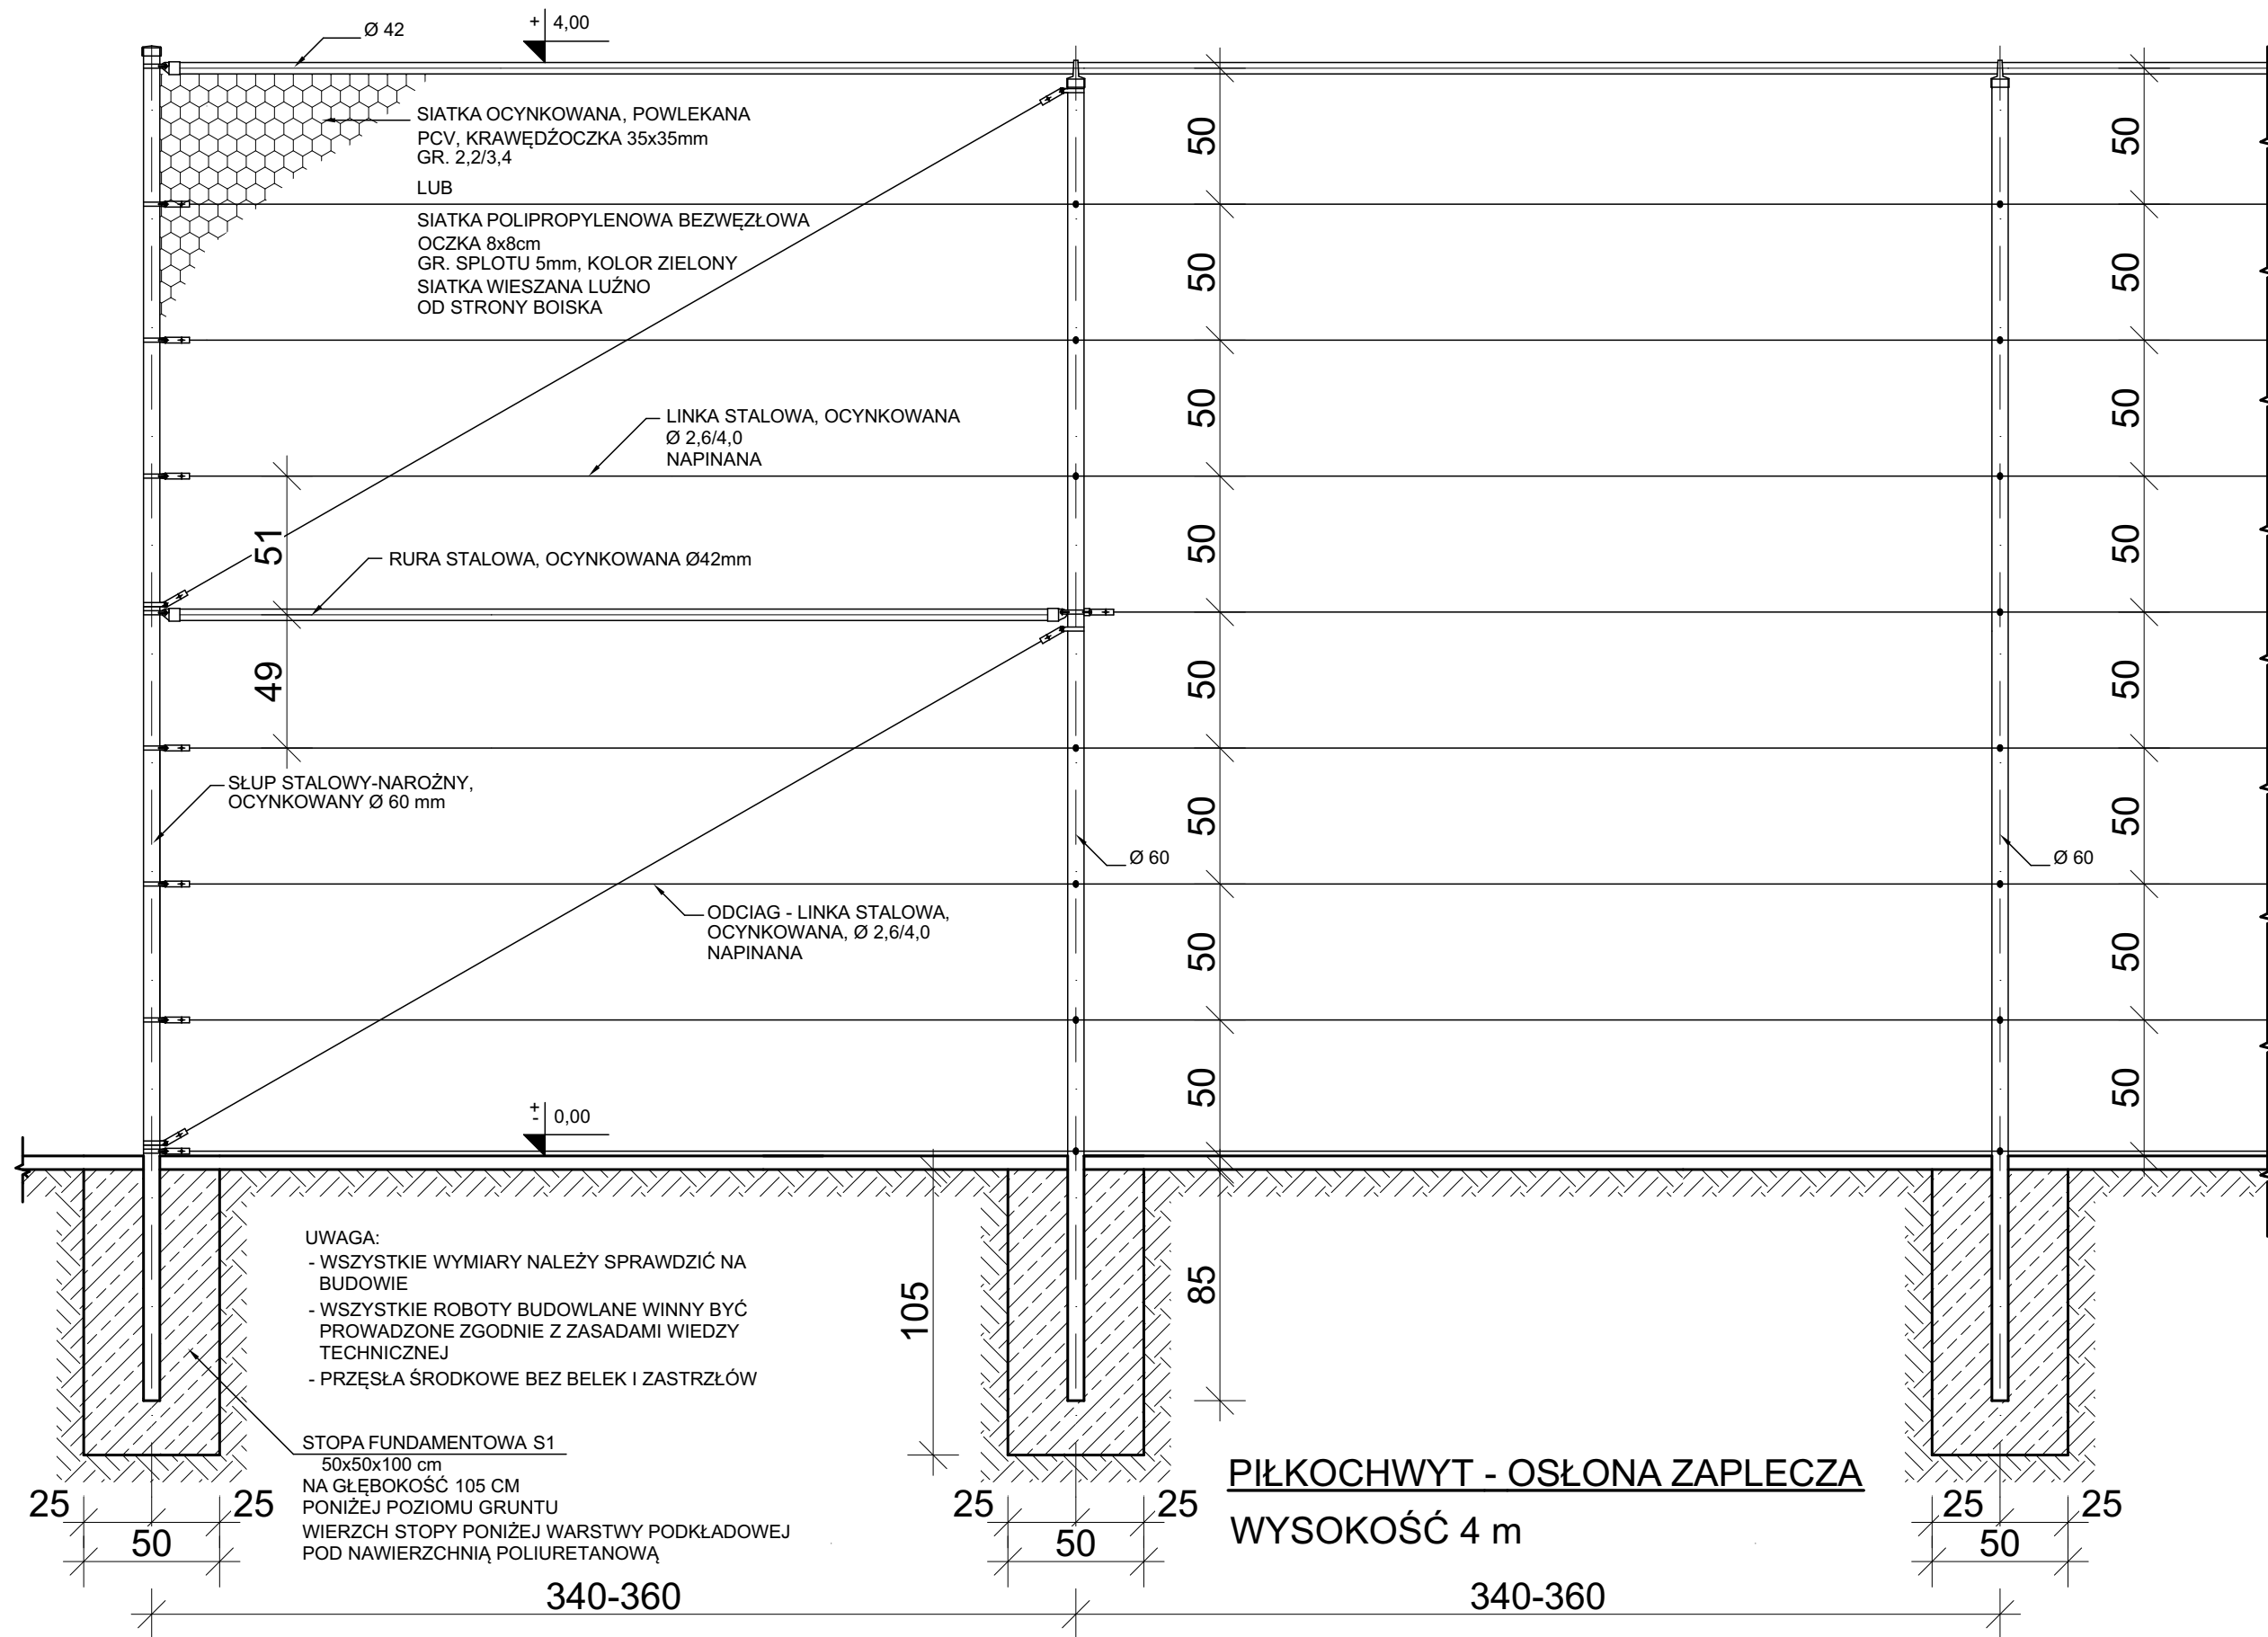 Ø 42
+ 4,00
SIATKA OCYNKOWANA, POWLEKANA
PCV, KRAWĘDŹOCZKA 35x35mm
GR. 2,2/3,4
LUB
SIATKA POLIPROPYLENOWA BEZWĘZŁOWA
OCZKA 8x8cm
GR. SPLOTU 5mm, KOLOR ZIELONY
SIATKA WIESZANA LUŹNO
OD STRONY BOISKA
LINKA STALOWA, OCYNKOWANA
Ø 2,6/4,0
NAPINANA
51
RURA STALOWA, OCYNKOWANA Ø42mm
49
SŁUP STALOWY-NAROŻNY,
OCYNKOWANY Ø 60 mm
ODCIAG - LINKA STALOWA,
OCYNKOWANA, Ø 2,6/4,0
NAPINANA
+
- 0,00
50
50
50
50
50
50
50
50
Ø 60
50
50
50
50
50
50
50
50
Ø 60
UWAGA:
- WSZYSTKIE WYMIARY NALEŻY SPRAWDZIĆ NA
BUDOWIE
- WSZYSTKIE ROBOTY BUDOWLANE WINNY BYĆ
PROWADZONE ZGODNIE Z ZASADAMI WIEDZY
TECHNICZNEJ
- PRZĘSŁA ŚRODKOWE BEZ BELEK I ZASTRZŁÓW
105
85
STOPA FUNDAMENTOWA S1
50x50x100 cm
NA GŁĘBOKOŚĆ 105 CM
PONIŻEJ POZIOMU GRUNTU
WIERZCH STOPY PONIŻEJ WARSTWY PODKŁADOWEJ
POD NAWIERZCHNIĄ POLIURETANOWĄ
PIŁKOCHWYT - OSŁONA ZAPLECZA
WYSOKOŚĆ 4 m
25 25
50
25 25
50
25 25
50
340-360
340-360